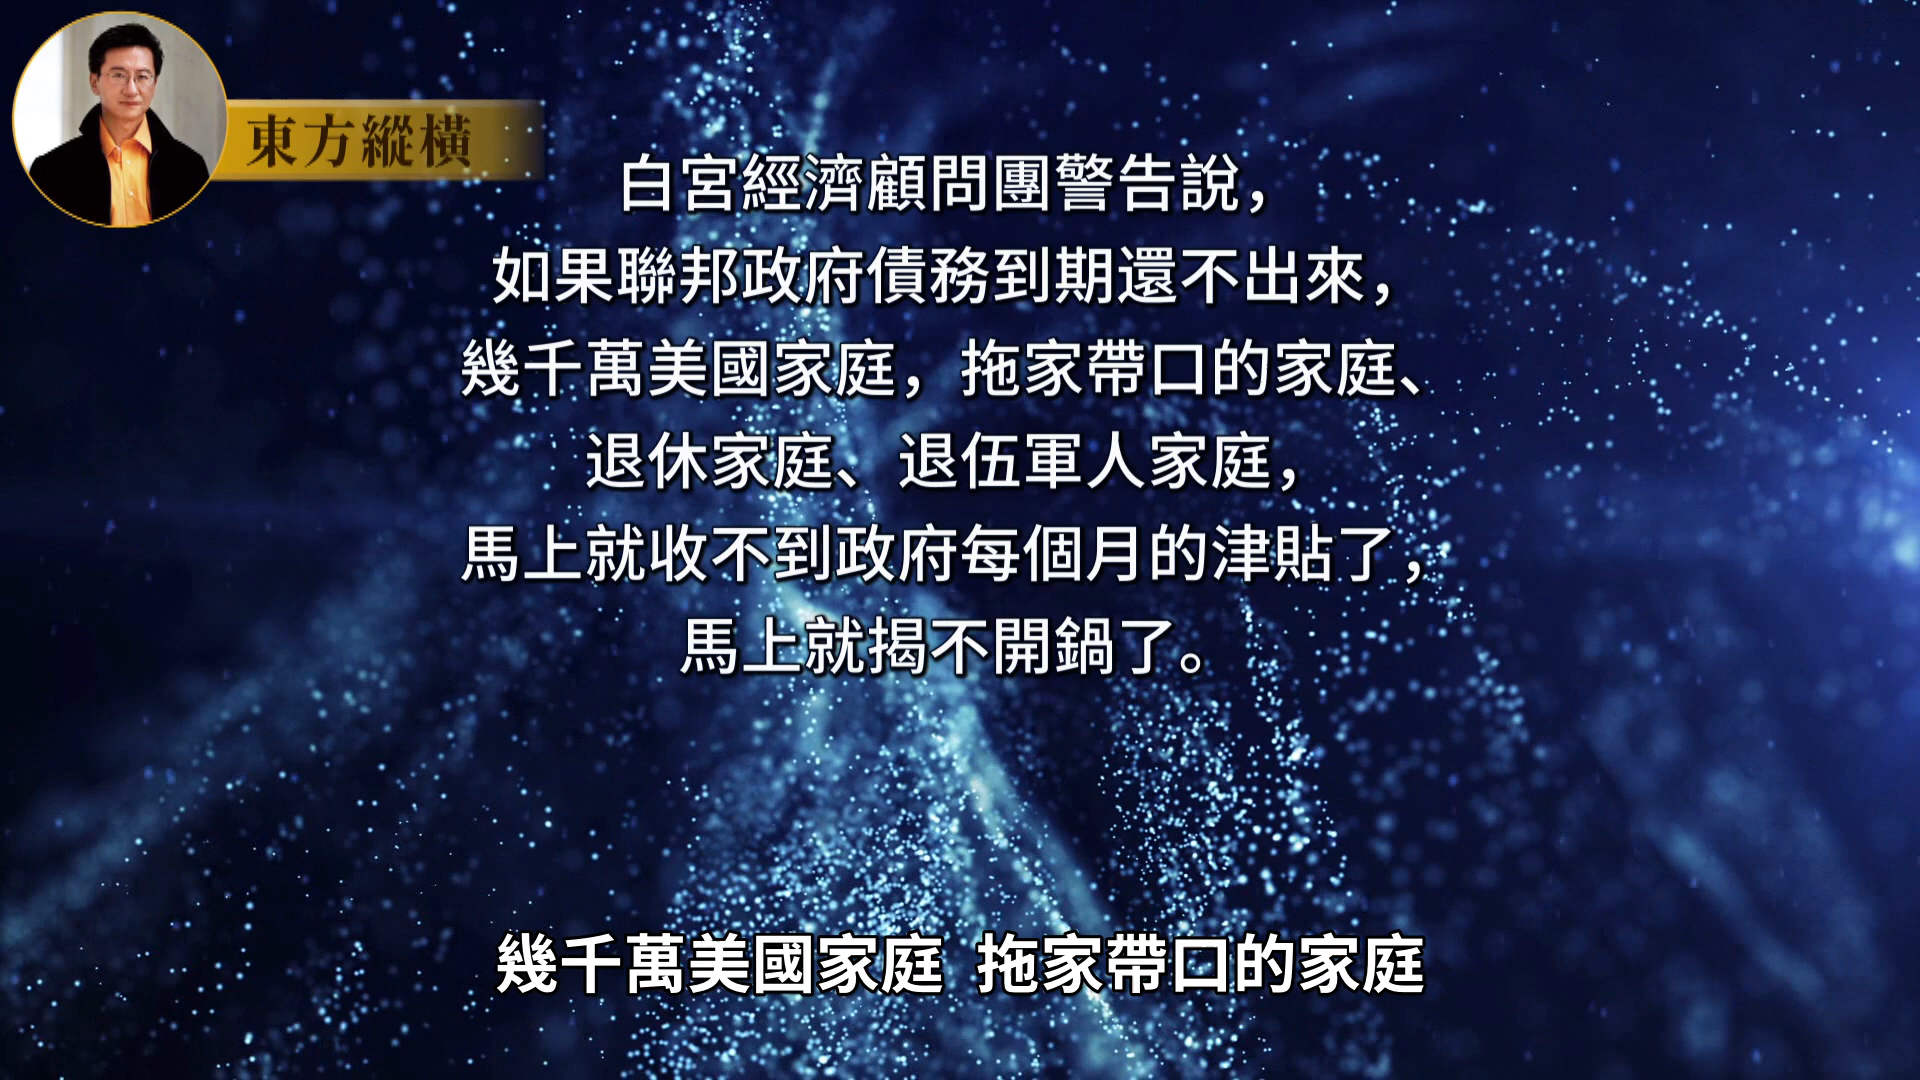 東方縱橫
白宮經濟顧問團警告說，
如果聯邦政府債務到期還不出來，
幾千萬美國家庭，拖家帶口的家庭、
退休家庭、退伍軍人家庭，
馬上就收不到政府每個月的津貼了，
馬上就揭不開鍋了。
幾千萬美國家庭 拖家帶口的家庭